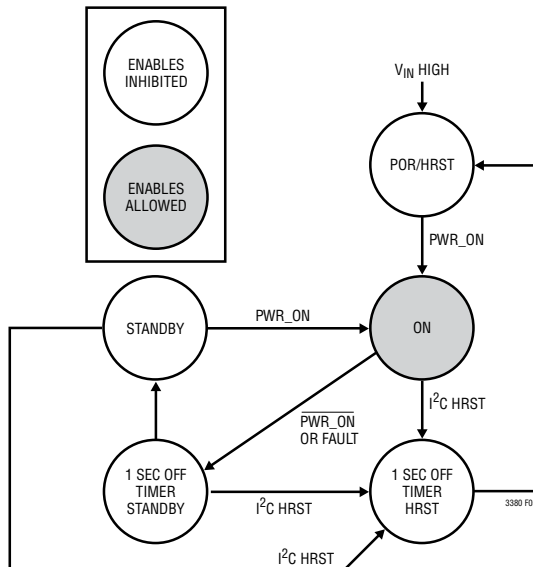 ENABLES
INHIBITED
ENABLES
ALLOWED
V_IN HIGH
POR/HRST
PWR_ON
STANDBY
PWR_ON
ON
P̅W̅R̅_̅O̅N̅
OR FAULT
I²C HRST
1 SEC OFF
TIMER
STANDBY
I²C HRST
1 SEC OFF
TIMER
HRST
3380 F0
I²C HRST